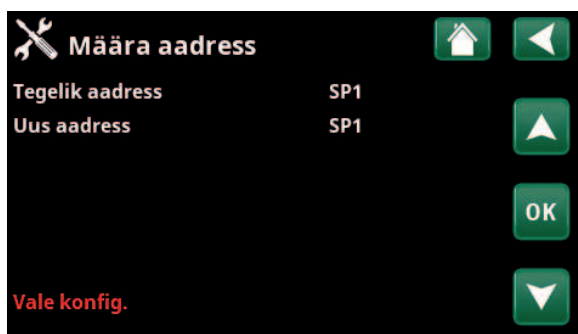 Määra aadress
Tegelik aadress SP1
Uus aadress SP1
OK
Vale konfig.